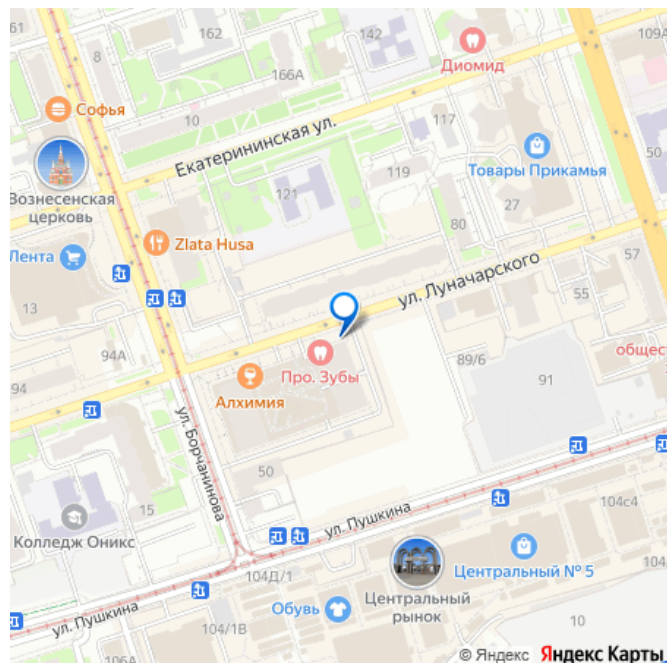 162
142
109А
8
Диомид
166А
Софья
10
117
50
Екатерининская ул.
Товары Прикамья
Вознесенская
церковь
119
121
27
80
Zlata Husa
Лента
57
ул. Луначарского
13
55
94А
89/6
общес
Про. Зубы
91
94
Алхимия
ул. Борчанинова
50
15
104с4
ул. Пушкина
Колледж Оникс
104Д/1
Центральный № 5
Обувь
Центральный
рынок
ул. Пушкина
104/1В
10
106А
© Яндекс Яндекс Карты